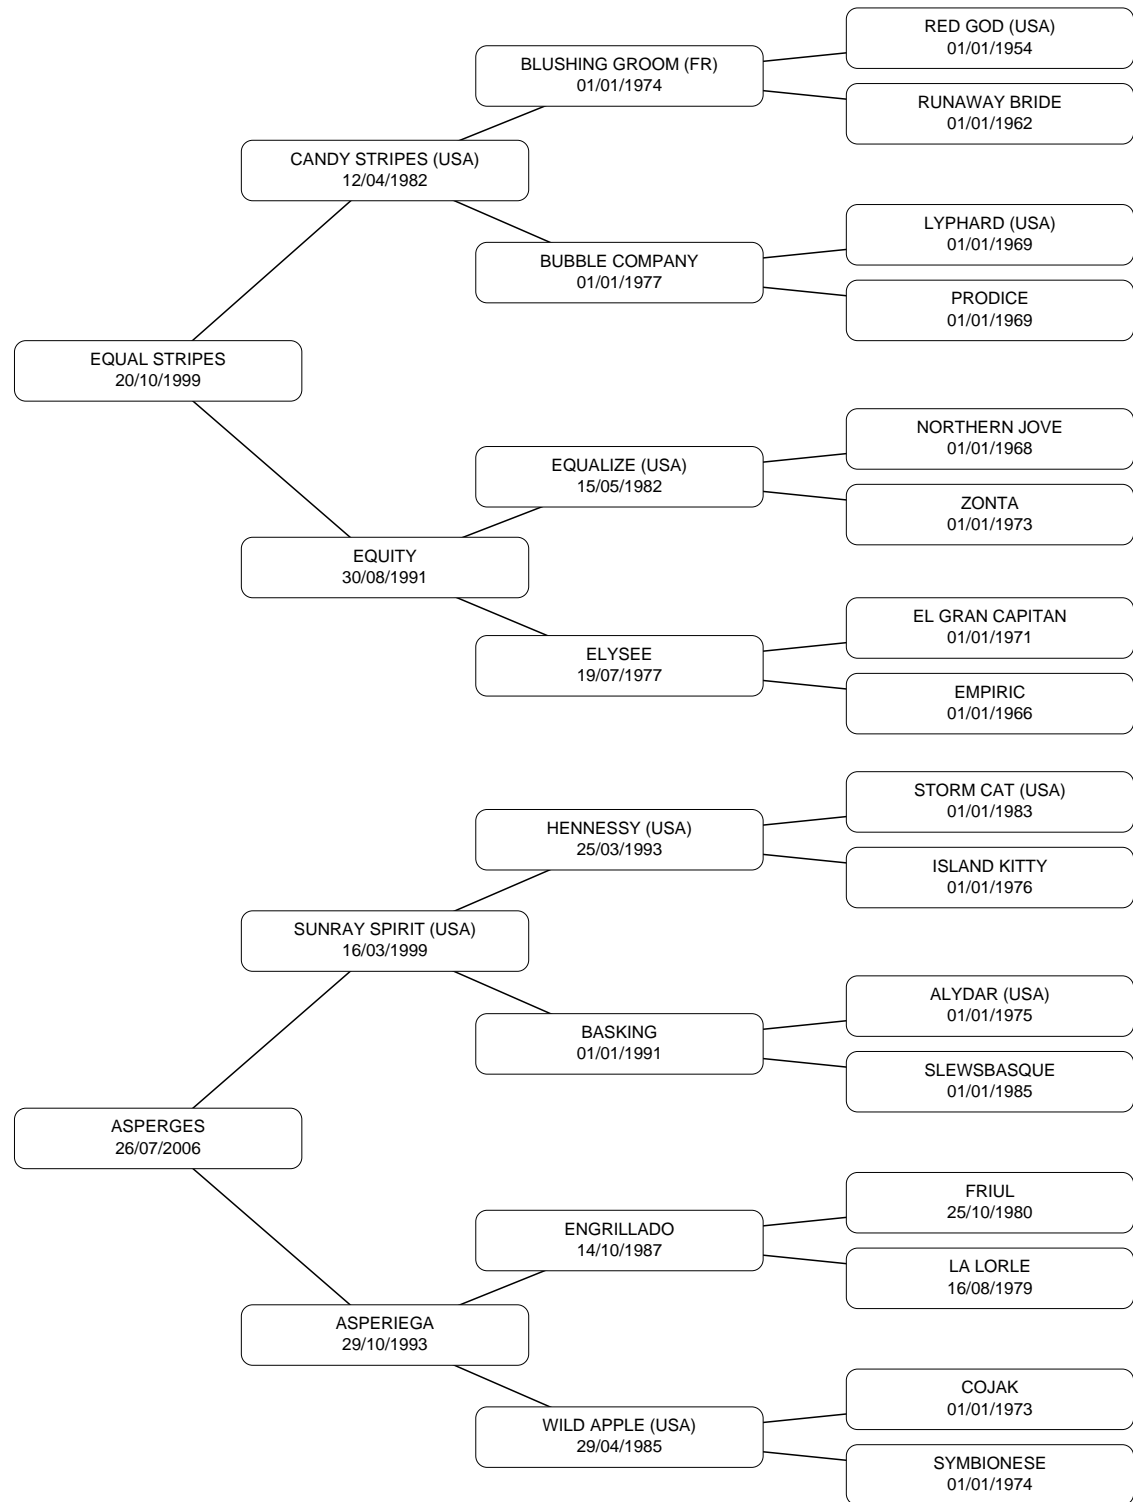 RED GOD (USA)
01/01/1954
BLUSHING GROOM (FR)
01/01/1974
RUNAWAY BRIDE
01/01/1962
CANDY STRIPES (USA)
12/04/1982
LYPHARD (USA)
01/01/1969
BUBBLE COMPANY
01/01/1977
PRODICE
01/01/1969
EQUAL STRIPES
20/10/1999
NORTHERN JOVE
01/01/1968
EQUALIZE (USA)
15/05/1982
ZONTA
01/01/1973
EQUITY
30/08/1991
EL GRAN CAPITAN
01/01/1971
ELYSEE
19/07/1977
EMPIRIC
01/01/1966
STORM CAT (USA)
01/01/1983
HENNESSY (USA)
25/03/1993
ISLAND KITTY
01/01/1976
SUNRAY SPIRIT (USA)
16/03/1999
ALYDAR (USA)
01/01/1975
BASKING
01/01/1991
SLEWSBASQUE
01/01/1985
ASPERGES
26/07/2006
FRIUL
25/10/1980
ENGRILLADO
14/10/1987
LA LORLE
16/08/1979
ASPERIEGA
29/10/1993
COJAK
01/01/1973
WILD APPLE (USA)
29/04/1985
SYMBIONESE
01/01/1974